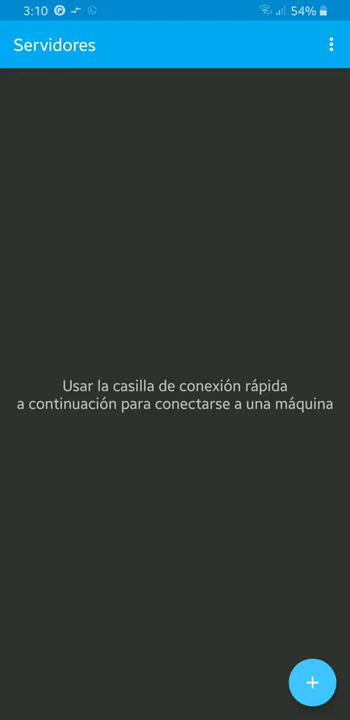 3:10
54%
Servidores
Usar la casilla de conexión rápida
a continuación para conectarse a una máquina
+